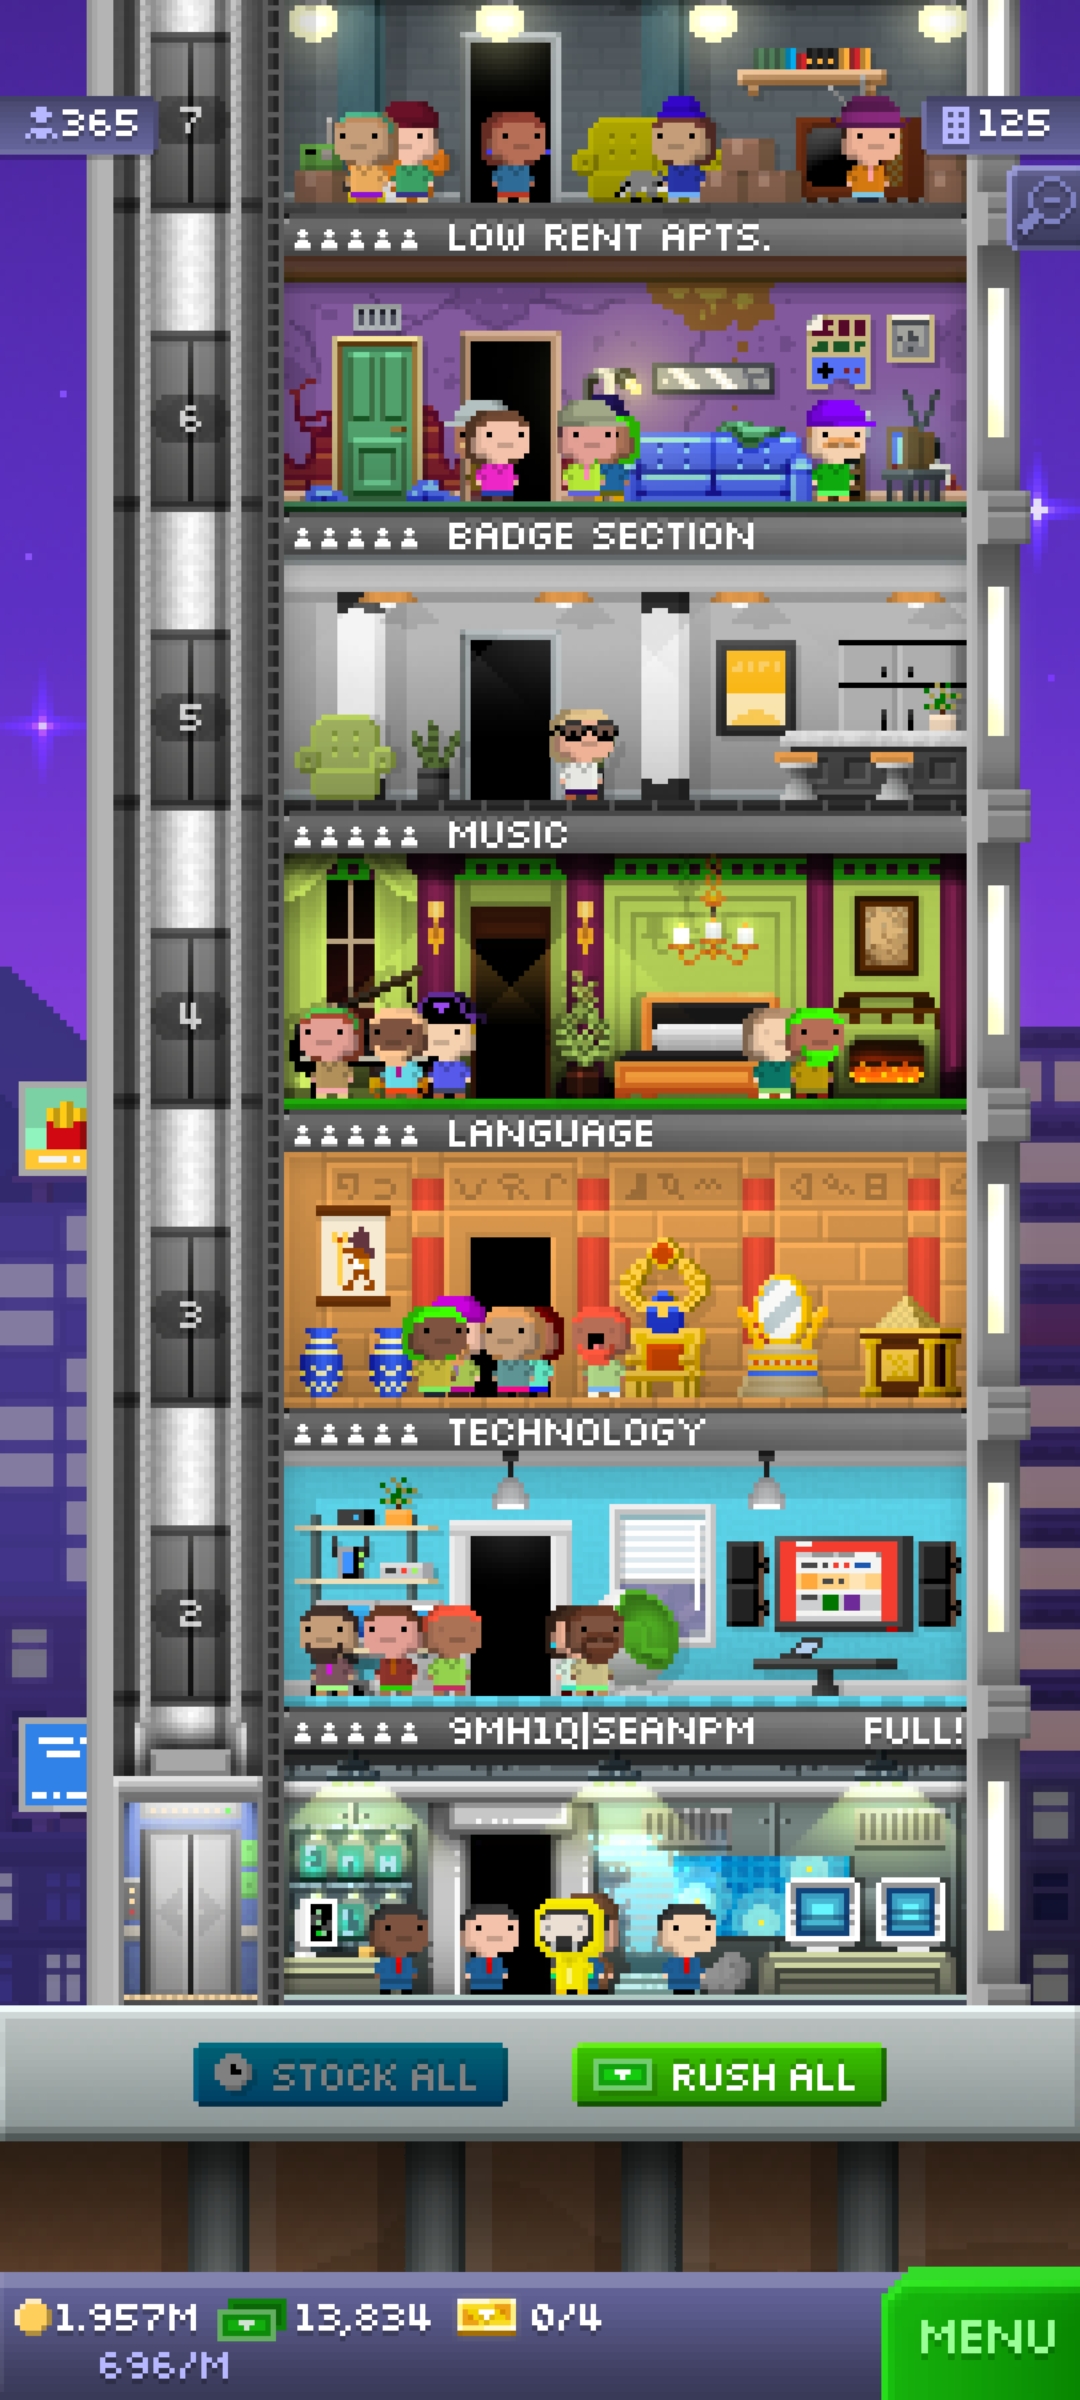 365
7
125
LOW RENT APTS.
6
BADGE SECTION
5
MUSIC
4
LANGUAGE
3
TECHNOLOGY
2
9MH1Q|SEANPM FULL!
STOCK ALL
RUSH ALL
1.957M 13,834 0/4
696/M
MENU